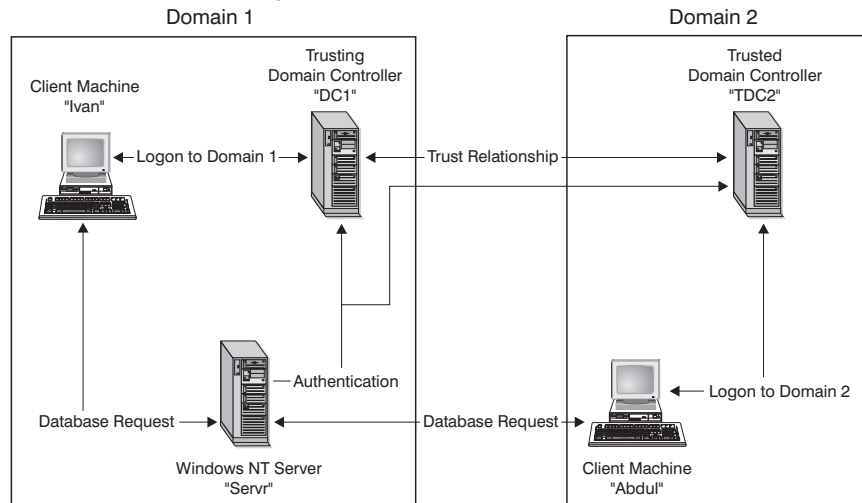 Domain 1
Domain 2
Trusting
Domain Controller
"DC1"
Trusted
Domain Controller
"TDC2"
Client Machine
"Ivan"
Logon to Domain 1
Trust Relationship
Authentication
Logon to Domain 2
Database Request
Database Request
Windows NT Server
"Servr"
Client Machine
"Abdul"